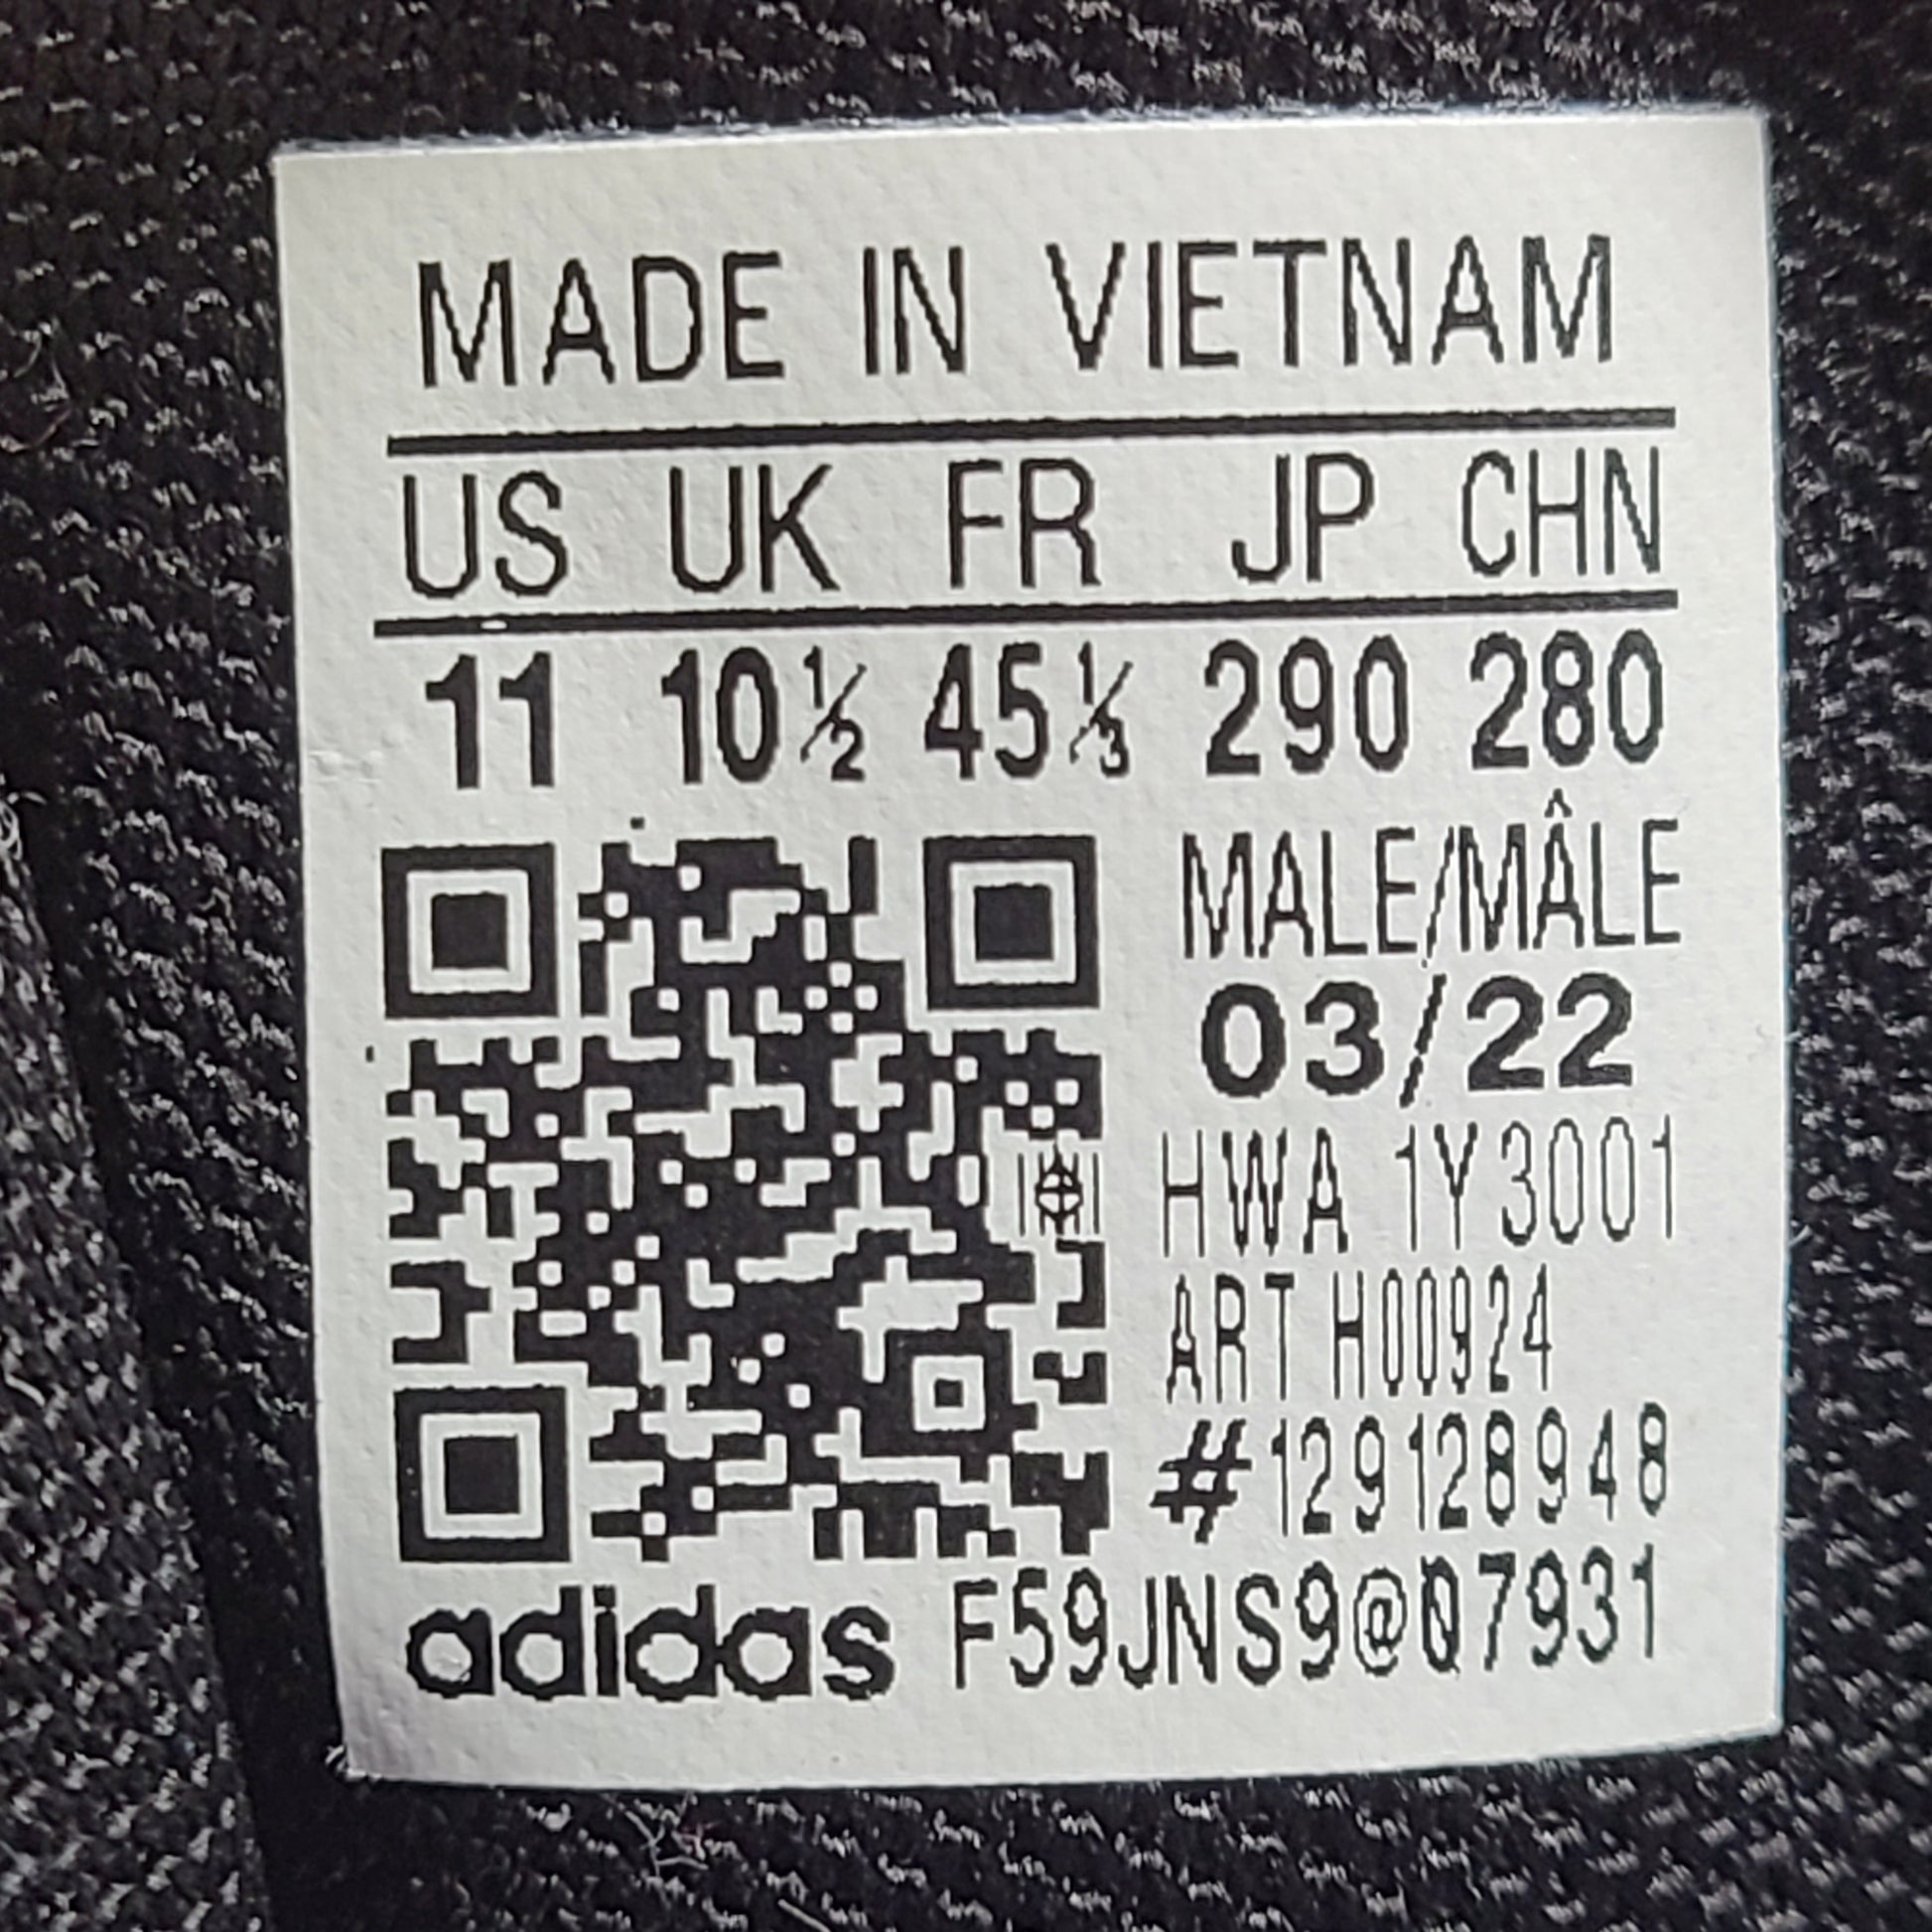 MADE IN VIETNAM
US UK FR JP CHN
11 10½ 45⅓ 290 280
MALE/MÂLE
03/22
HWA 1Y3001
ART H00924
#129128948
adidas F59JNS9@07931